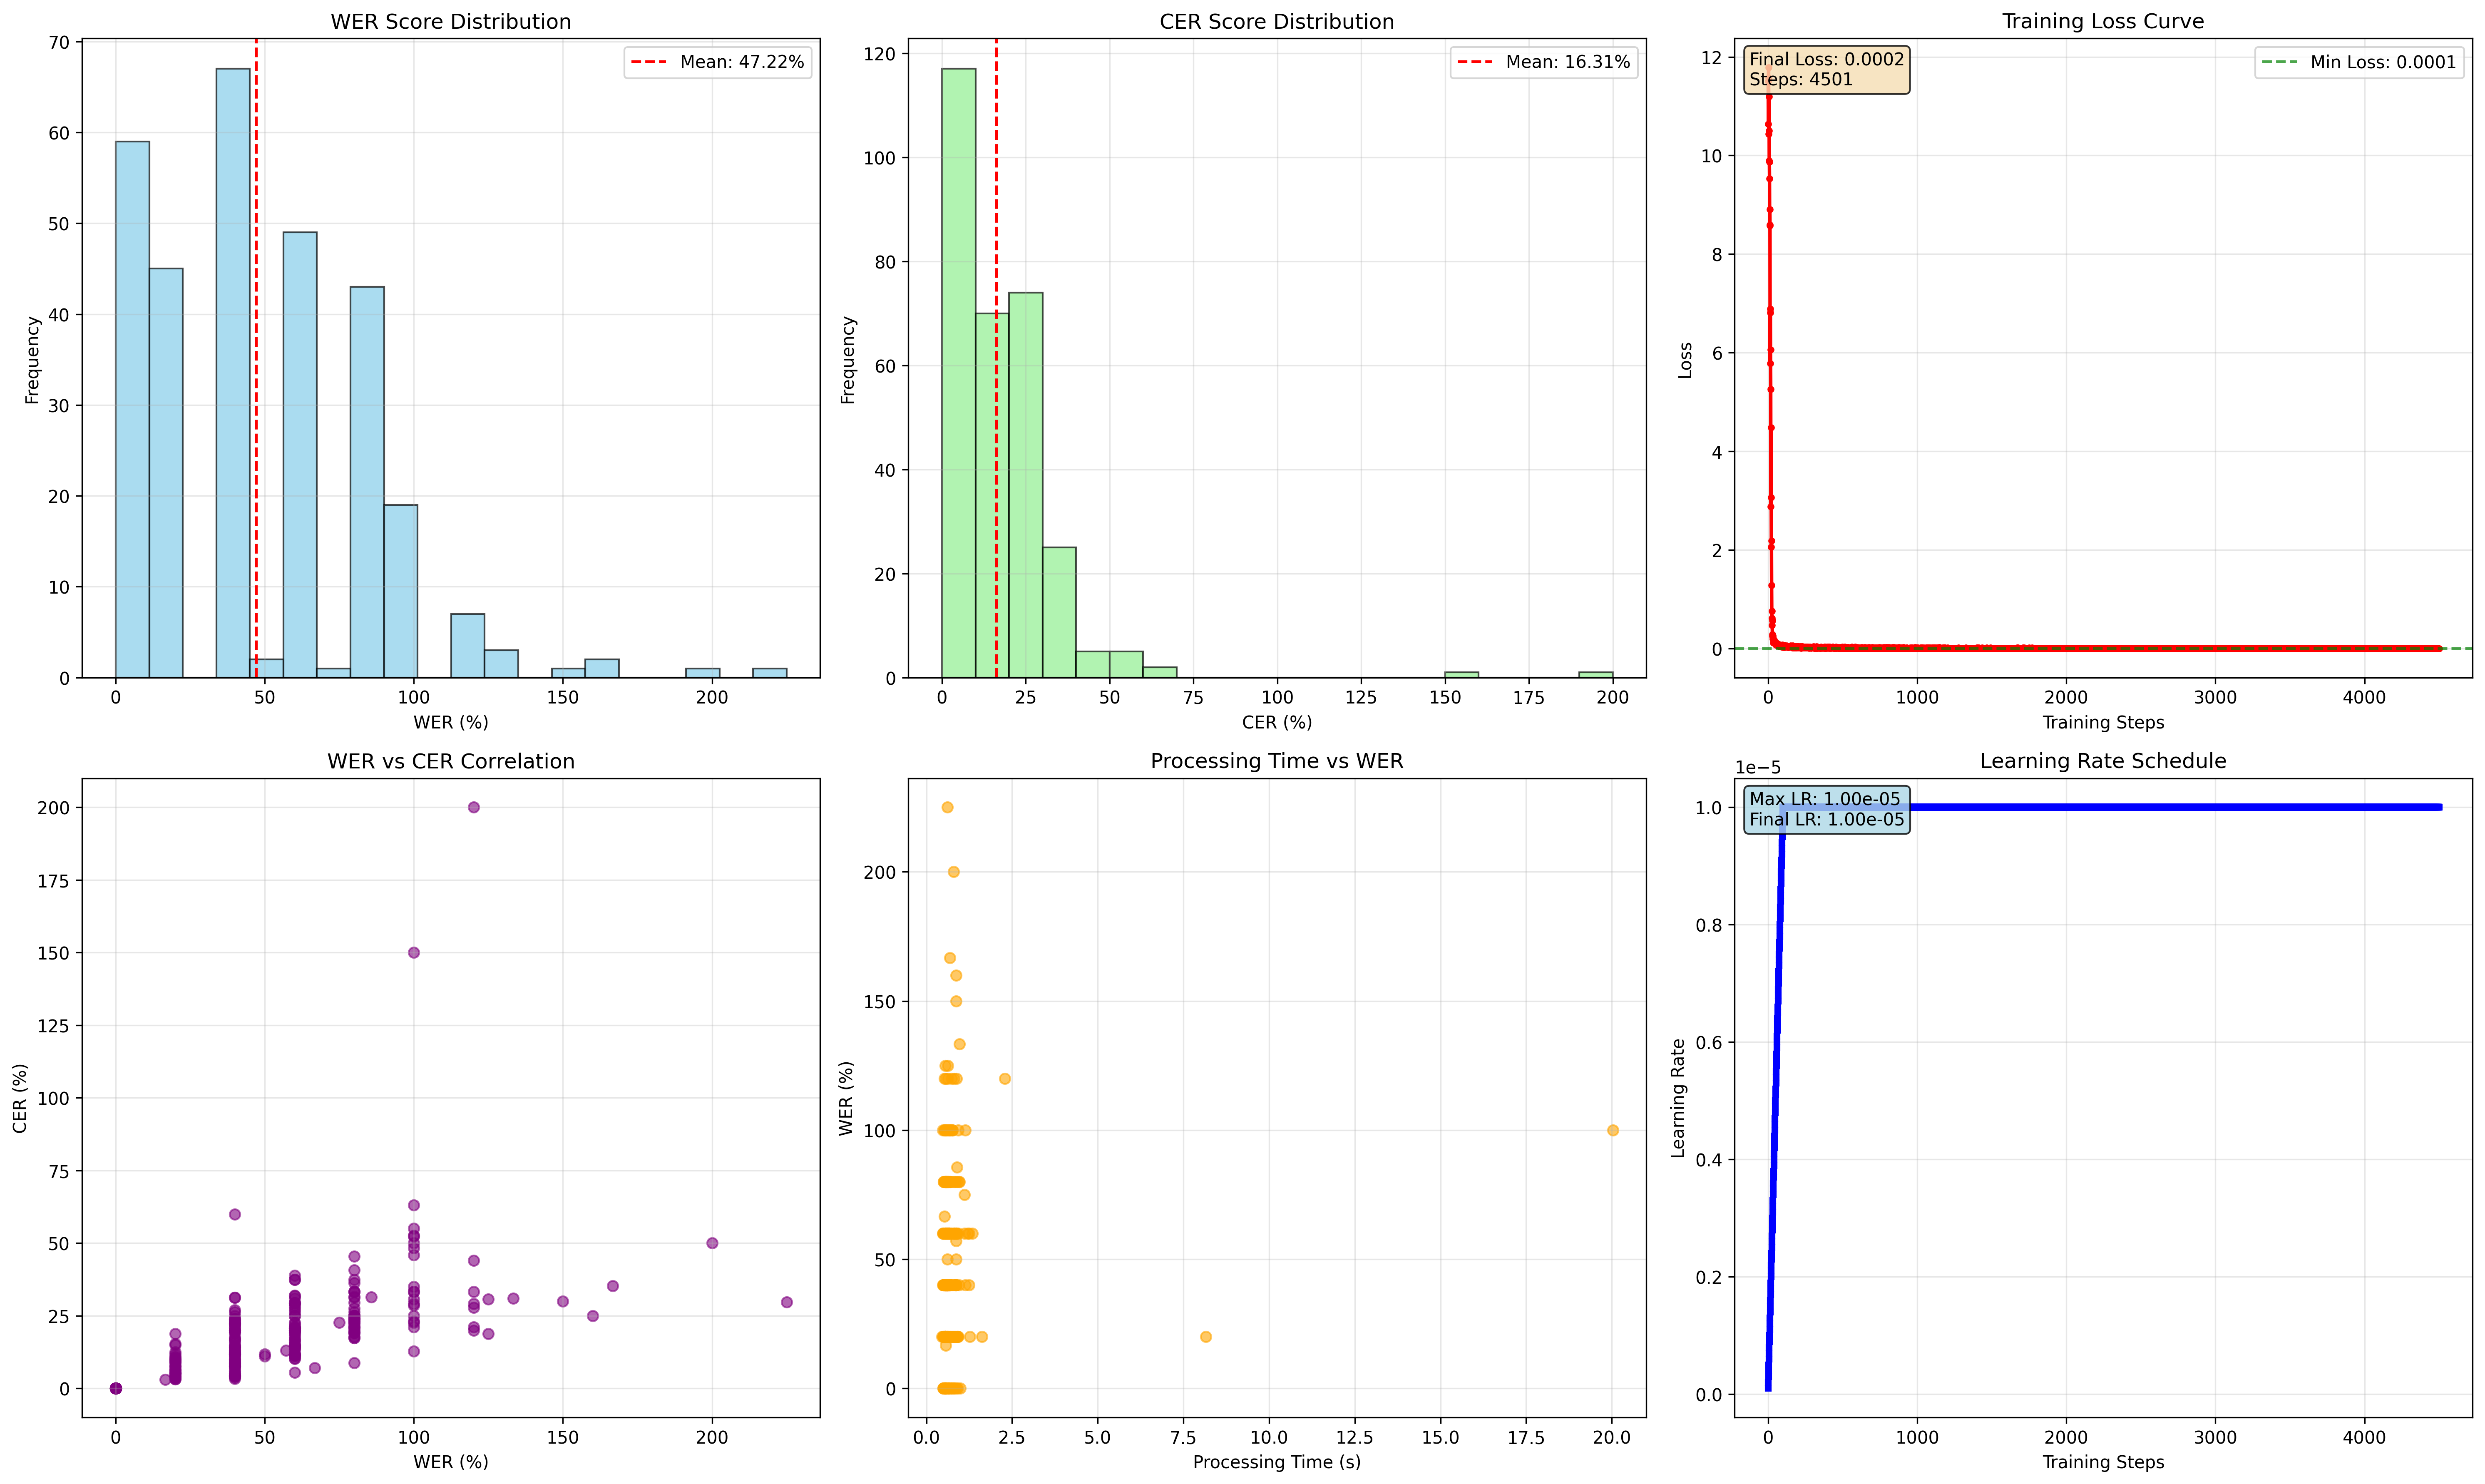 WER Score Distribution
Mean: 47.22%
Frequency
70
60
50
40
30
20
10
0
0 50 100 150 200
WER (%)
CER Score Distribution
Mean: 16.31%
Frequency
120
100
80
60
40
20
0
0 25 50 75 100 125 150 175 200
CER (%)
Training Loss Curve
Final Loss: 0.0002
Steps: 4501
Min Loss: 0.0001
Loss
12
10
8
6
4
2
0
0 1000 2000 3000 4000
Training Steps
WER vs CER Correlation
CER (%)
200
175
150
125
100
75
50
25
0
0 50 100 150 200
WER (%)
Processing Time vs WER
WER (%)
200
150
100
50
0
0.0 2.5 5.0 7.5 10.0 12.5 15.0 17.5 20.0
Processing Time (s)
Learning Rate Schedule
1e−5
Max LR: 1.00e-05
Final LR: 1.00e-05
Learning Rate
1.0
0.8
0.6
0.4
0.2
0.0
0 1000 2000 3000 4000
Training Steps